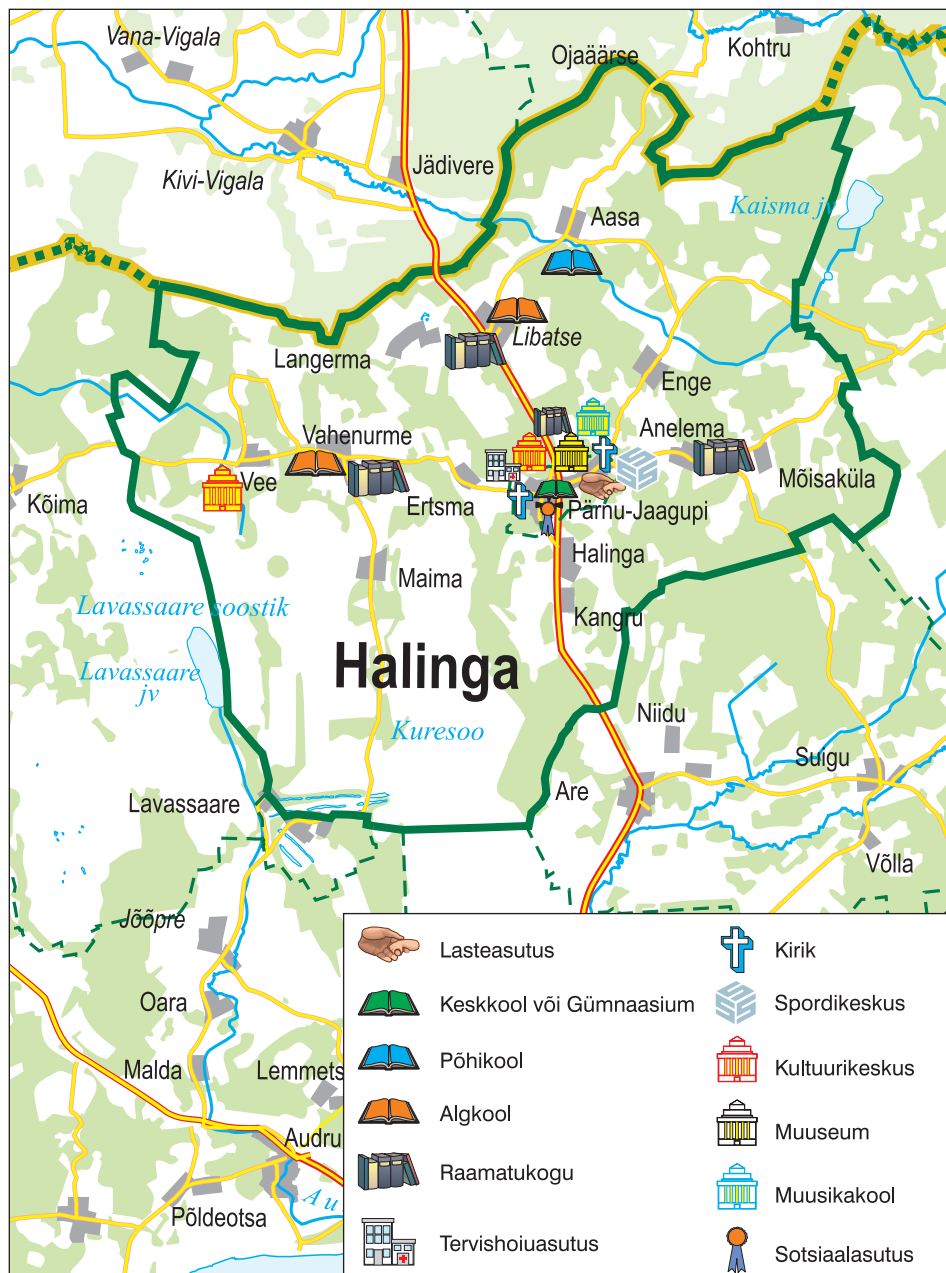 Vana-Vigala
Kohtru
Ojaäärse
Kivi-Vigala
Jädivere
Kaisma jv
Aasa
Libatse
Langerma
Enge
Anelema
Vahenurme
Vee
Mõisaküla
Kõima
Ertsma
Pärnu-Jaagupi
Halinga
Maima
Kangru
Lavassaare soostik
Halinga
Lavassaare
jv
Kuresoo
Niidu
Suigu
Are
Lavassaare
Võlla
Jõõpre
Oara
Malda
Lemmets
Audru
Au
Põldeotsa
Lasteasutus
Keskkool või Gümnaasium
Põhikool
Algkool
Raamatukogu
Tervishoiuasutus
Kirik
Spordikeskus
Kultuurikeskus
Muuseum
Muusikakool
Sotsiaalasutus